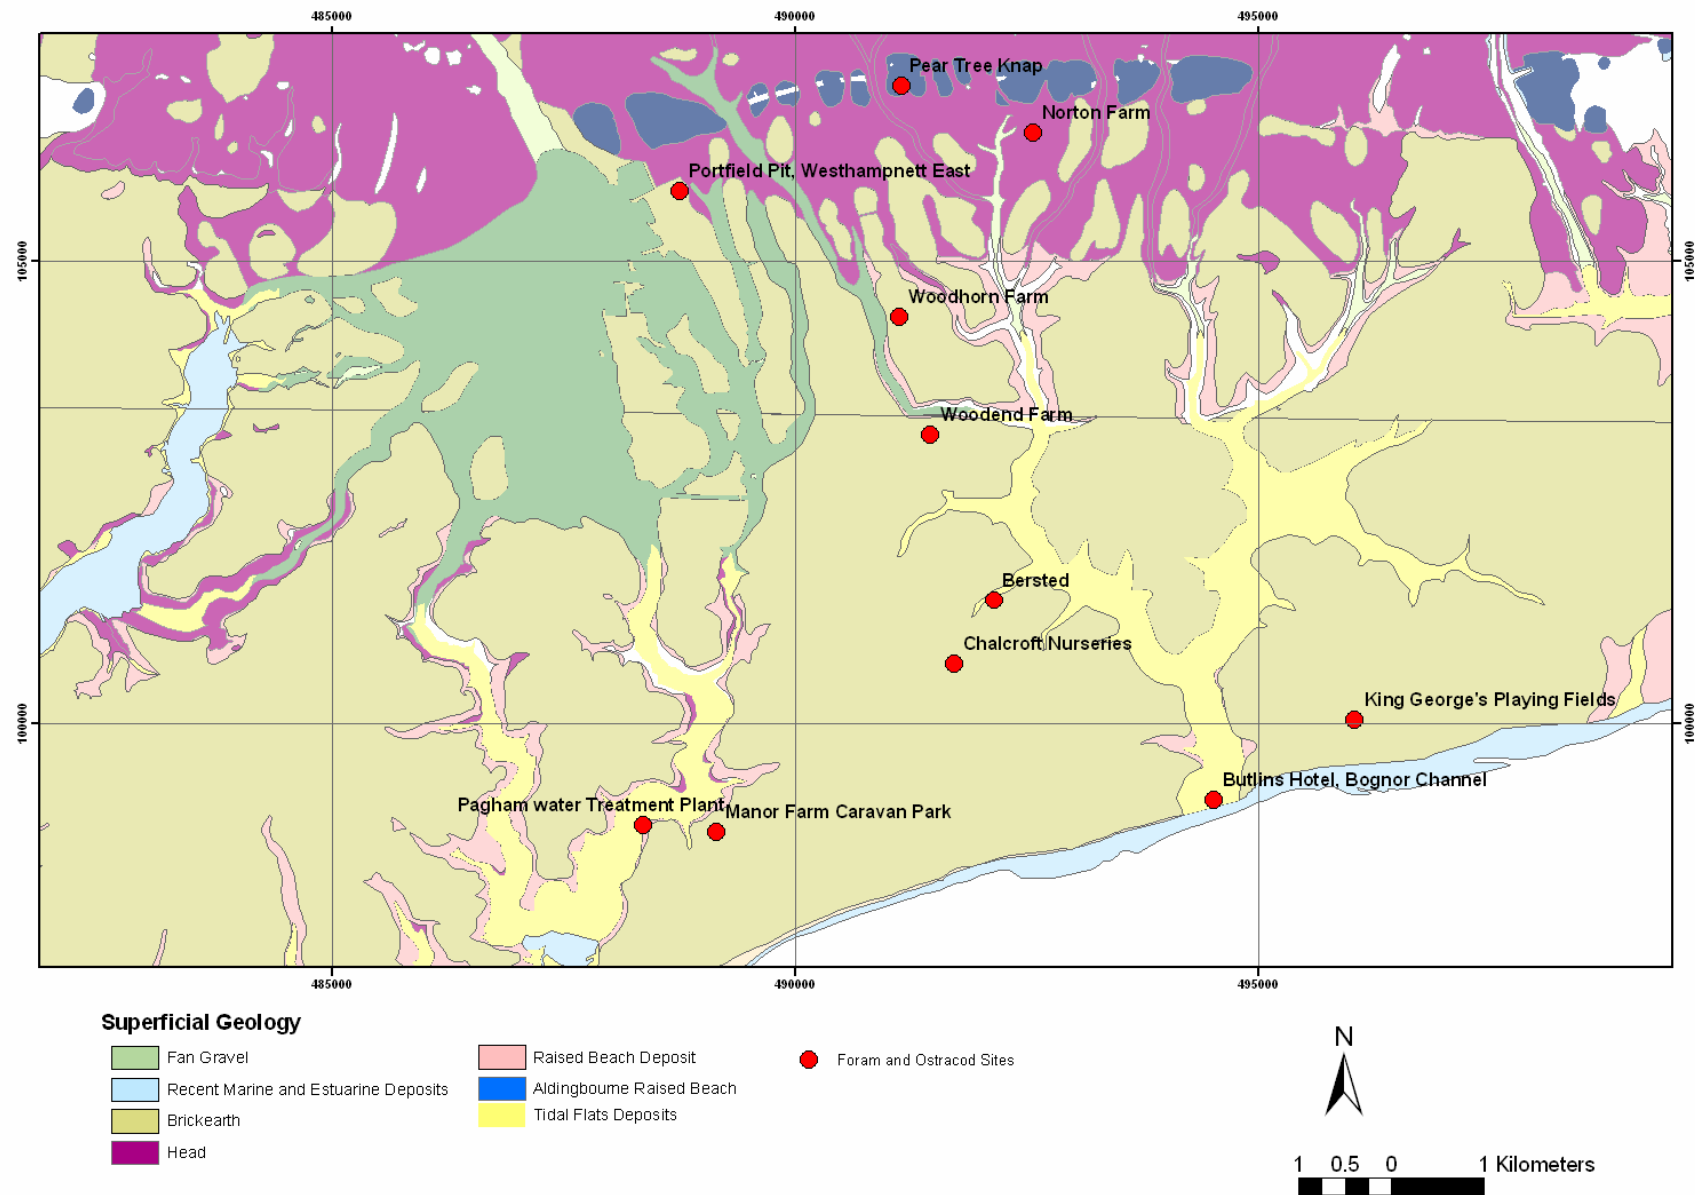 485000
490000
495000
Pear Tree Knap
Norton Farm
Portfield Pit, Westhampnett East
105000
105000
Woodhorn Farm
Woodend Farm
Bersted
Chalcroft Nurseries
King George's Playing Fields
100000
100000
Butlins Hotel, Bognor Channel
Pagham water Treatment Plant
Manor Farm Caravan Park
485000
490000
495000
Superficial Geology
Fan Gravel
Recent Marine and Estuarine Deposits
Brickearth
Head
Raised Beach Deposit
Aldingbourne Raised Beach
Tidal Flats Deposits
Foram and Ostracod Sites
N
1 0.5 0 1 Kilometers